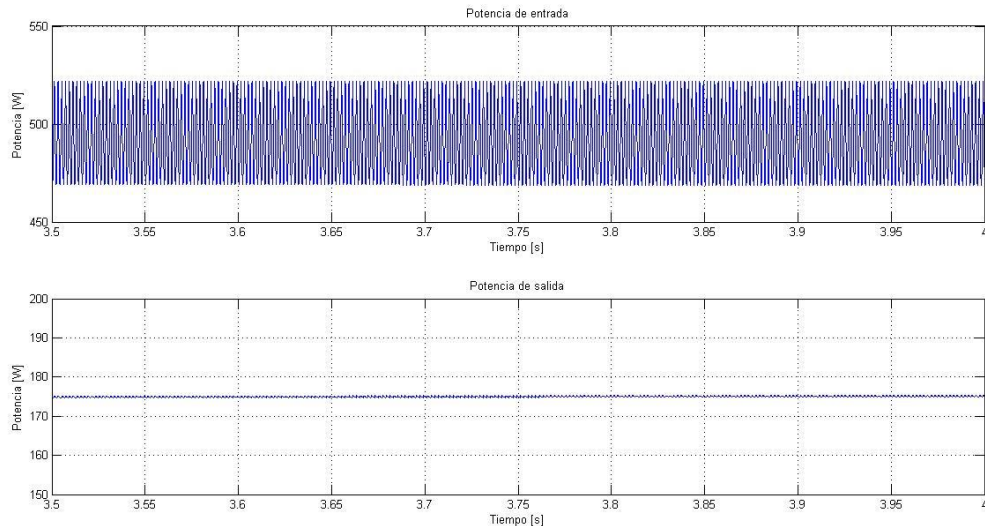 Potencia de entrada
550
500
450
Potencia [W]
3.5 3.55 3.6 3.65 3.7 3.75 3.8 3.85 3.9 3.95 4
Tiempo [s]
Potencia de salida
200
190
180
170
160
150
Potencia [W]
3.5 3.55 3.6 3.65 3.7 3.75 3.8 3.85 3.9 3.95 4
Tiempo [s]